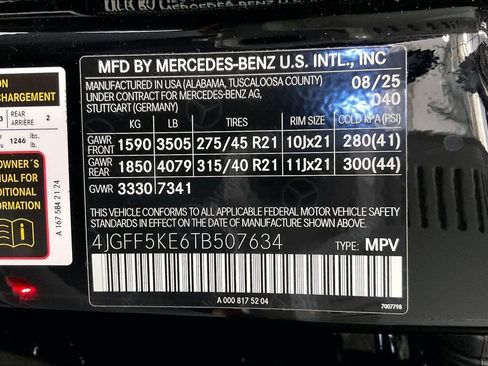 MFD BY MERCEDES-BENZ U.S. INTL., INC
MANUFACTURED IN USA (ALABAMA, TUSCALOOSA COUNTY)
UNDER CONTRACT FOR MERCEDES-BENZ AG,
STUTTGART (GERMANY)
08/25
040
KG LB TIRES RIM SIZE COLD KPA (PSI)
GAWR FRONT 1590 3505 275/45 R21 10Jx21 280(41)
GAWR REAR 1850 4079 315/40 R21 11Jx21 300(44)
GWR 3330 7341
THIS VEHICLE CONFORMS TO ALL APPLICABLE FEDERAL MOTOR VEHICLE SAFETY
STANDARDS IN EFFECT ON THE DATE OF MANUFACTURE SHOWN ABOVE.
4JGFF5KE6TB507634 TYPE: MPV
A 000 817 52 04
7007798
ON
CHARGEMENT
3 REAR ARRIÈRE 2
1246 lbs. lb.
OWNER´S
MANUAL FOR
DITIONAL
ORMATION
A 167 584 21 24